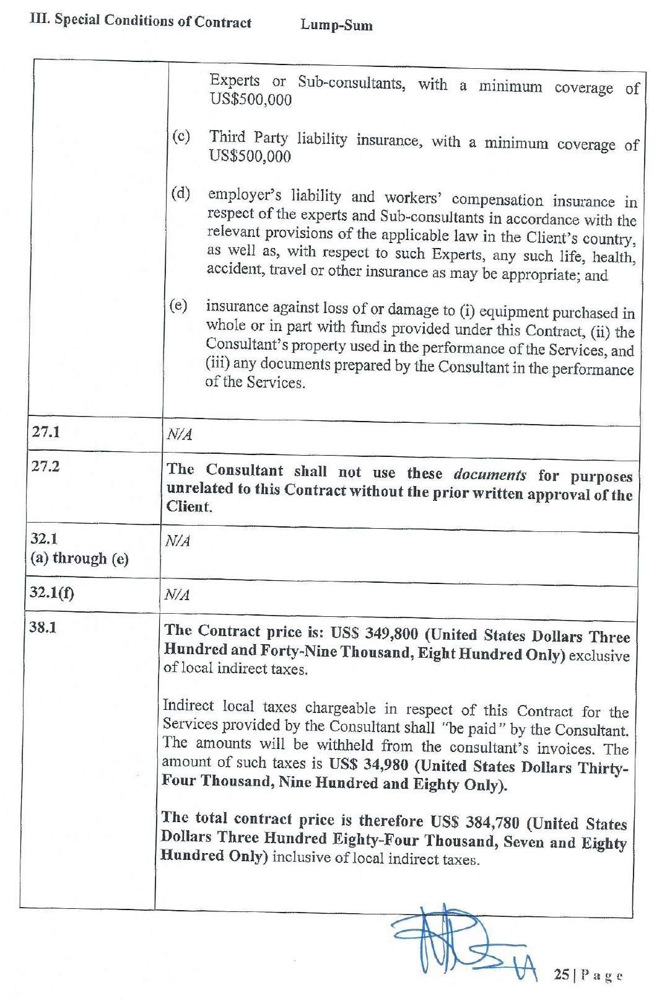 III. Special Conditions of Contract Lump-Sum
Experts or Sub-consultants, with a minimum coverage of
US$500,000
(c) Third Party liability insurance, with a minimum coverage of
US$500,000
(d) employer's liability and workers' compensation insurance in
respect of the experts and Sub-consultants in accordance with the
relevant provisions of the applicable law in the Client's country,
as well as, with respect to such Experts, any such life, health,
accident, travel or other insurance as may be appropriate; and
(e) insurance against loss of or damage to (i) equipment purchased in
whole or in part with funds provided under this Contract, (ii) the
Consultant's property used in the performance of the Services, and
(iii) any documents prepared by the Consultant in the performance
of the Services.
27.1 N/A
27.2 The Consultant shall not use these documents for purposes
unrelated to this Contract without the prior written approval of the
Client.
32.1 N/A
(a) through (e)
32.1(f) N/A
38.1 The Contract price is: US$ 349,800 (United States Dollars Three
Hundred and Forty-Nine Thousand, Eight Hundred Only) exclusive
of local indirect taxes.
Indirect local taxes chargeable in respect of this Contract for the
Services provided by the Consultant shall "be paid" by the Consultant.
The amounts will be withheld from the consultant's invoices. The
amount of such taxes is US$ 34,980 (United States Dollars Thirty-
Four Thousand, Nine Hundred and Eighty Only).
The total contract price is therefore US$ 384,780 (United States
Dollars Three Hundred Eighty-Four Thousand, Seven and Eighty
Hundred Only) inclusive of local indirect taxes.
25 | Page